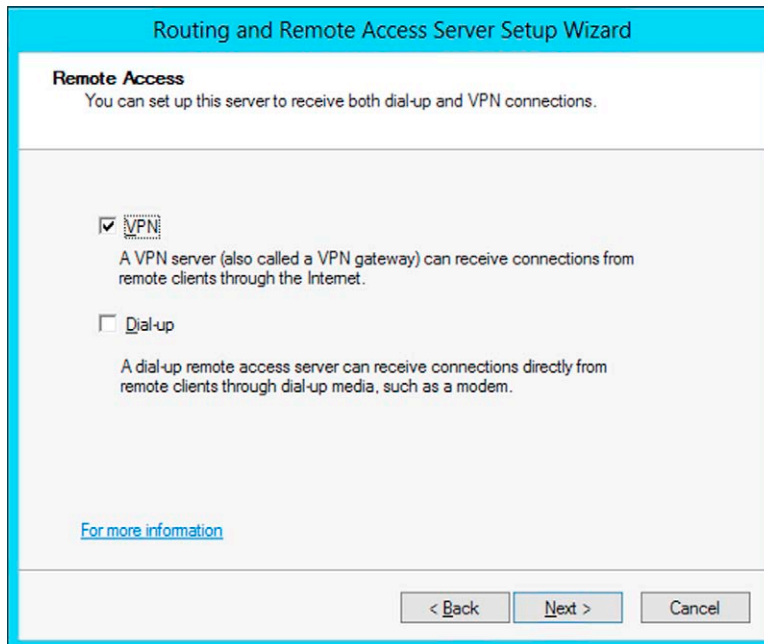 Routing and Remote Access Server Setup Wizard
Remote Access
You can set up this server to receive both dial-up and VPN connections.
VPN
A VPN server (also called a VPN gateway) can receive connections from
remote clients through the Internet.
Dial-up
A dial-up remote access server can receive connections directly from
remote clients through dial-up media, such as a modem.
For more information
< Back
Next >
Cancel